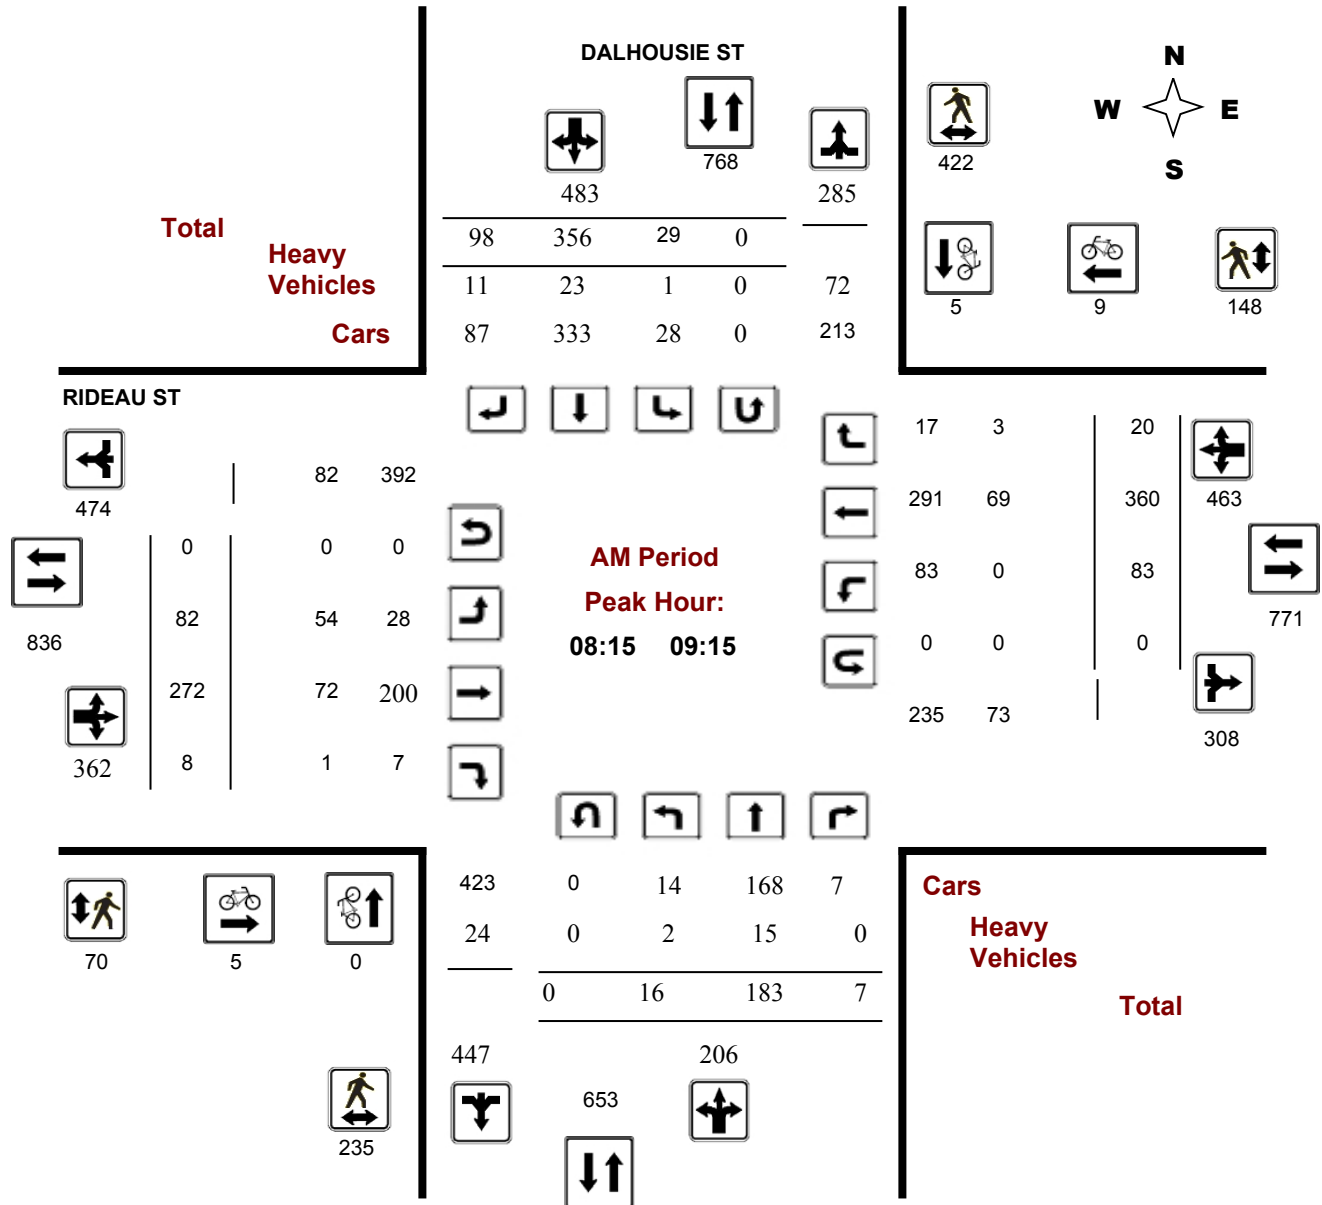 DALHOUSIE ST
N
W E
S
422
768
483
285
Total
98 356 29 0
Heavy
Vehicles
11 23 1 0 72
Cars
87 333 28 0 213
5 9 148
RIDEAU ST
17 3 20
82 392
474
291 69 360 463
0 0 0
AM Period
83 0 83
Peak Hour:
82 54 28
771
836
08:15 09:15
0 0 0
272 72 200
235 73
308
362 8 1 7
423 0 14 168 7
Cars
24 0 2 15 0
Heavy
Vehicles
70 5 0
0 16 183 7
Total
447 206
653
235